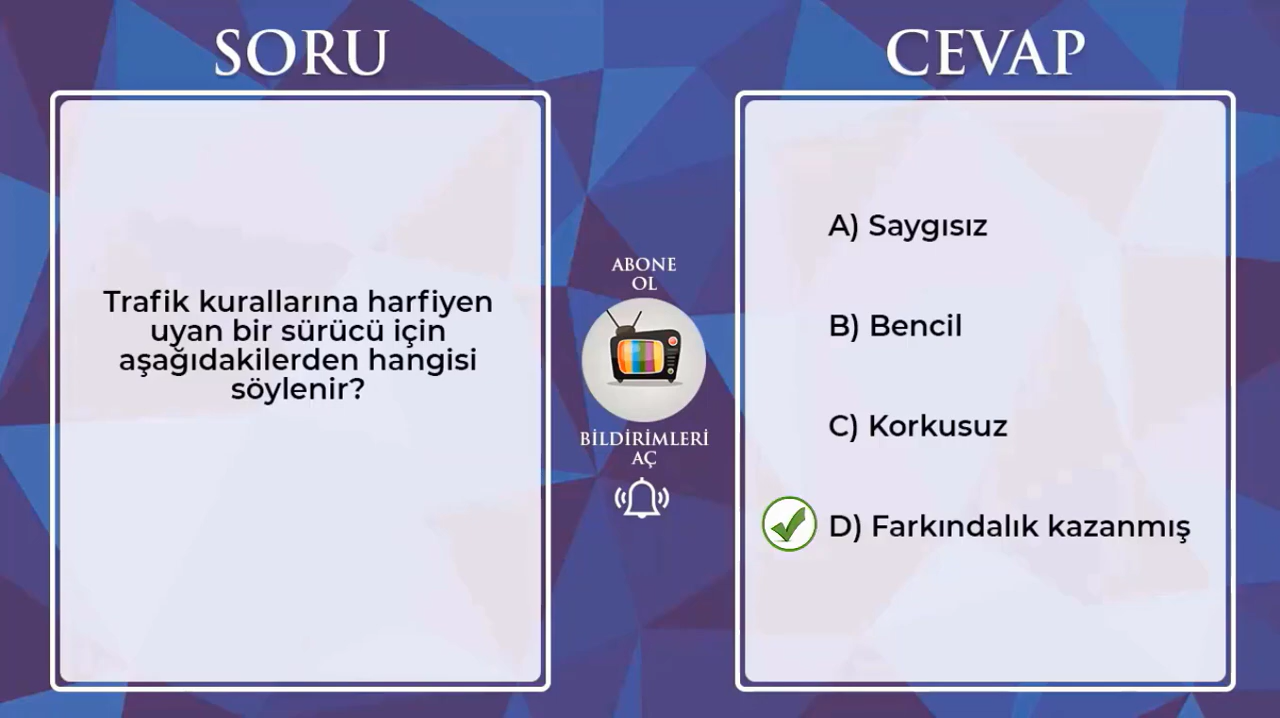 SORU
Trafik kurallarına harfiyen
uyan bir sürücü için
aşağıdakilerden hangisi
söylenir?
ABONE
OL
BİLDİRİMLERİ
AÇ
CEVAP
A) Saygısız
B) Bencil
C) Korkusuz
D) Farkındalık kazanmış